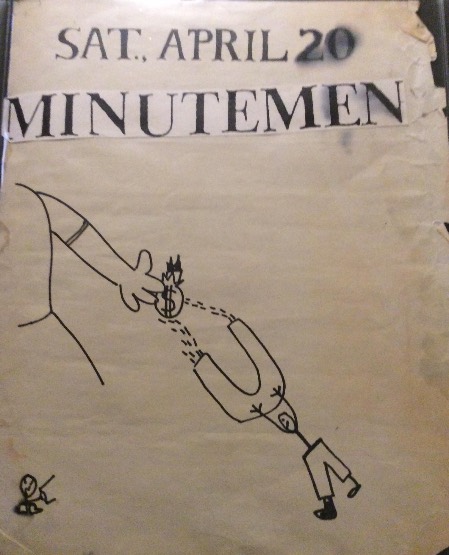 SAT., APRIL 20
MINUTEMEN
$